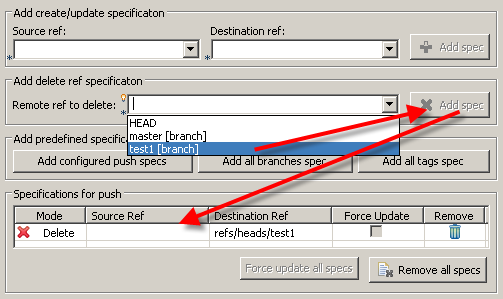 Add create/update specificaton
Source ref: Destination ref:
Add spec
Add delete ref specificaton
Remote ref to delete: Add spec
HEAD
master [branch]
test1 [branch]
Add predefined specific
Add configured push specs Add all branches spec Add all tags spec
Specifications for push
Mode Source Ref Destination Ref Force Update Remove
Delete refs/heads/test1
Force update all specs Remove all specs